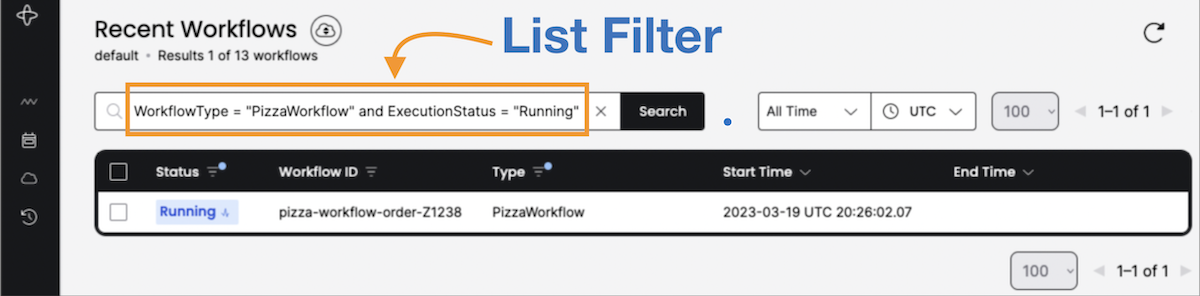 Recent Workflows
List Filter
default • Results 1 of 13 workflows
WorkflowType = "PizzaWorkflow" and ExecutionStatus = "Running"
Search
All Time
UTC
100
1–1 of 1
Status Workflow ID Type Start Time End Time
Running pizza-workflow-order-Z1238 PizzaWorkflow 2023-03-19 UTC 20:26:02.07
100
1–1 of 1